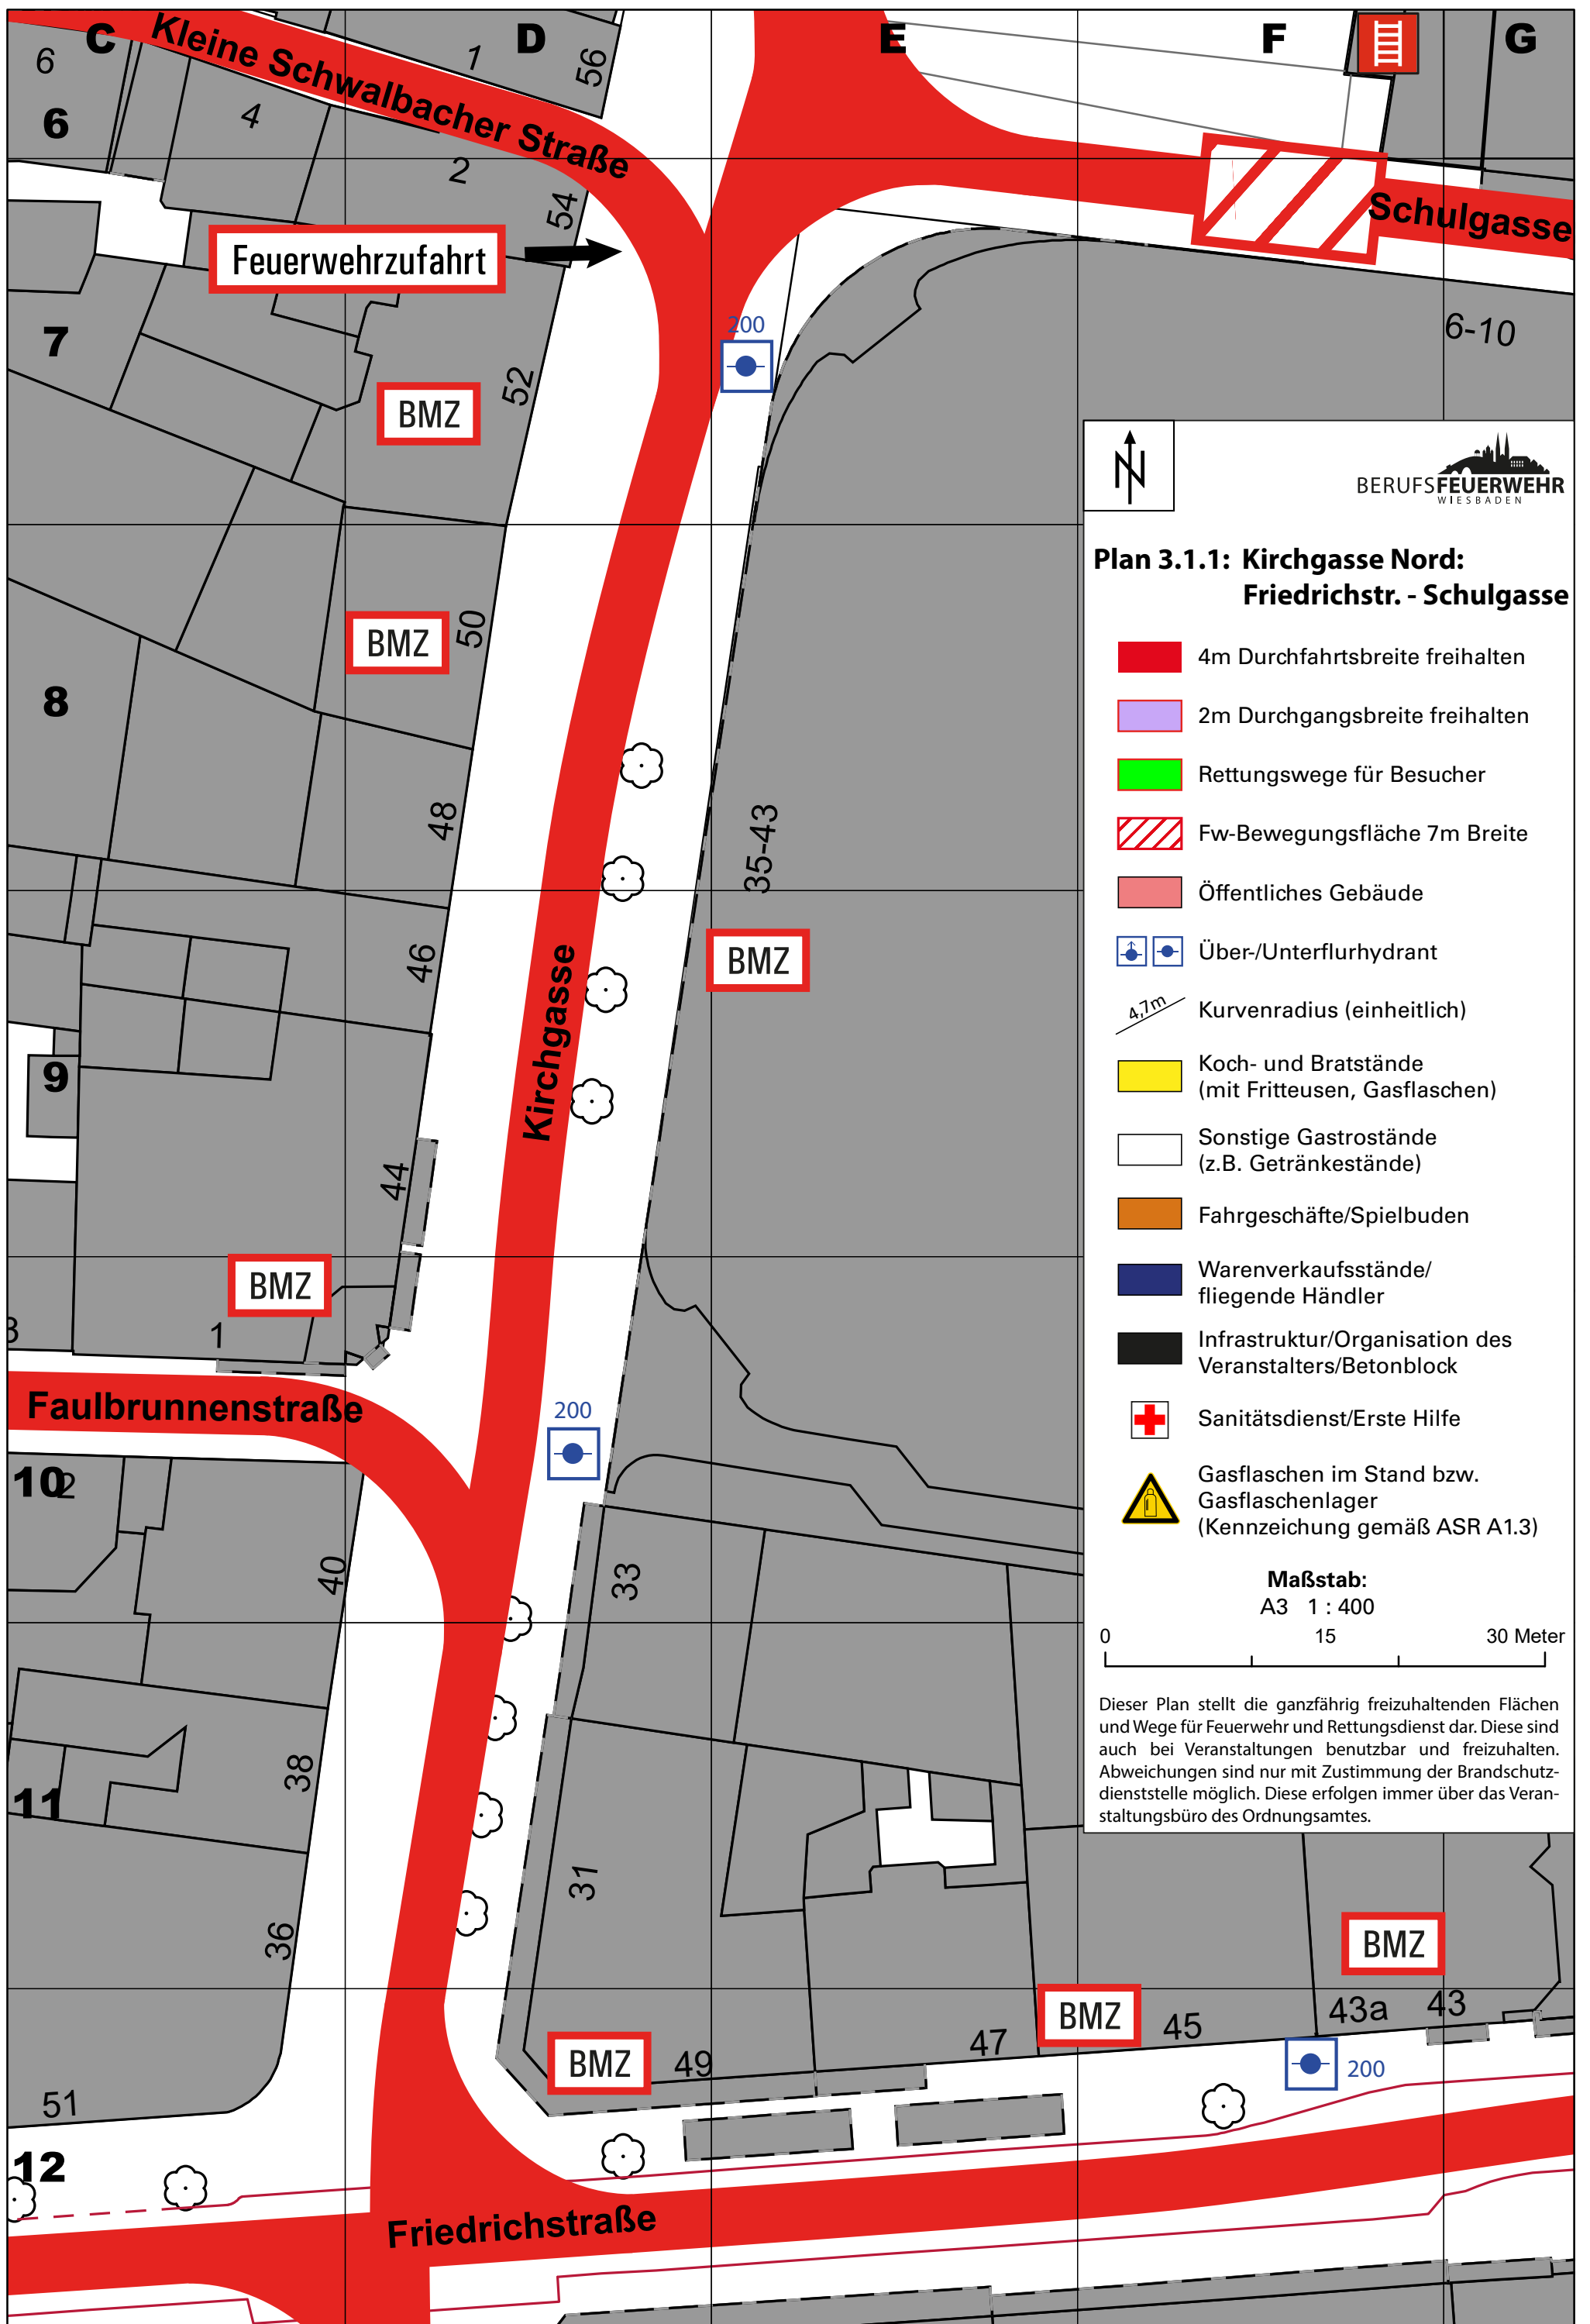 C
D
E
F
G
Kleine Schwalbacher Straße
6
4
1
56
6
2
54
Schulgasse
Feuerwehrzufahrt
7
200
6-10
52
BMZ
BERUFSFEUERWEHR
WIESBADEN
N
Plan 3.1.1: Kirchgasse Nord:
Friedrichstr. - Schulgasse
4m Durchfahrtsbreite freihalten
2m Durchgangsbreite freihalten
Rettungswege für Besucher
Fw-Bewegungsfläche 7m Breite
Öffentliches Gebäude
Über-/Unterflurhydrant
4,7m
Kurvenradius (einheitlich)
Koch- und Bratstände
(mit Fritteusen, Gasflaschen)
Sonstige Gastrostände
(z.B. Getränkestände)
Fahrgeschäfte/Spielbuden
Warenverkaufsstände/
fliegende Händler
Infrastruktur/Organisation des
Veranstalters/Betonblock
Sanitätsdienst/Erste Hilfe
Gasflaschen im Stand bzw.
Gasflaschenlager
(Kennzeichung gemäß ASR A1.3)
Maßstab:
A3 1 : 400
0 15 30 Meter
Dieser Plan stellt die ganzfährig freizuhaltenden Flächen
und Wege für Feuerwehr und Rettungsdienst dar. Diese sind
auch bei Veranstaltungen benutzbar und freizuhalten.
Abweichungen sind nur mit Zustimmung der Brandschutz-
dienststelle möglich. Diese erfolgen immer über das Veran-
staltungsbüro des Ordnungsamtes.
BMZ
50
8
48
35-43
46
BMZ
Kirchgasse
9
44
BMZ
3
1
Faulbrunnenstraße
200
10
2
40
33
38
11
31
36
BMZ
BMZ
45
43a
43
47
BMZ
49
200
51
12
Friedrichstraße